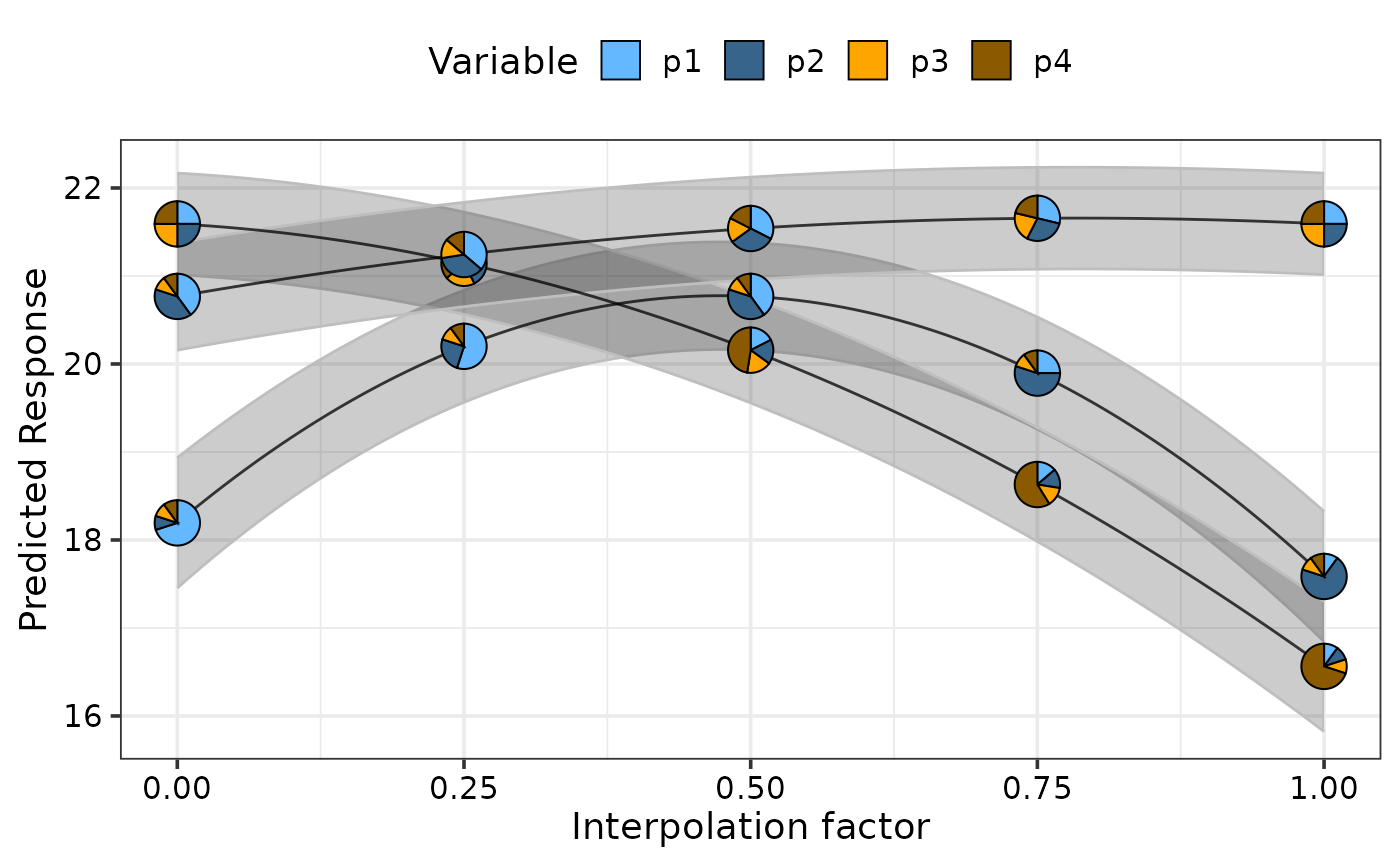 Variable p1 p2 p3 p4
Predicted Response
22
20
18
16
0.00 0.25 0.50 0.75 1.00
Interpolation factor